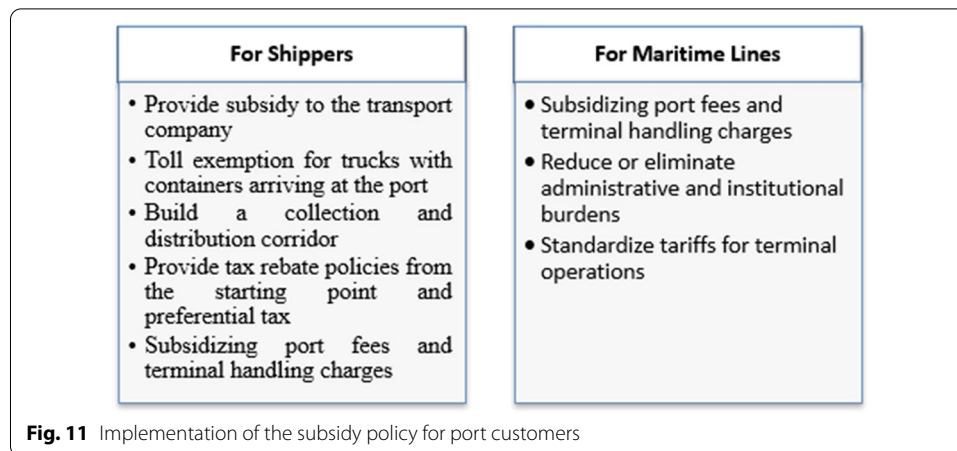 For Shippers
• Provide subsidy to the transport
company
• Toll exemption for trucks with
containers arriving at the port
• Build a collection and
distribution corridor
• Provide tax rebate policies from
the starting point and
preferential tax
• Subsidizing port fees and
terminal handling charges
For Maritime Lines
• Subsidizing port fees and
terminal handling charges
• Reduce or eliminate
administrative and institutional
burdens
• Standardize tariffs for terminal
operations
Fig. 11 Implementation of the subsidy policy for port customers